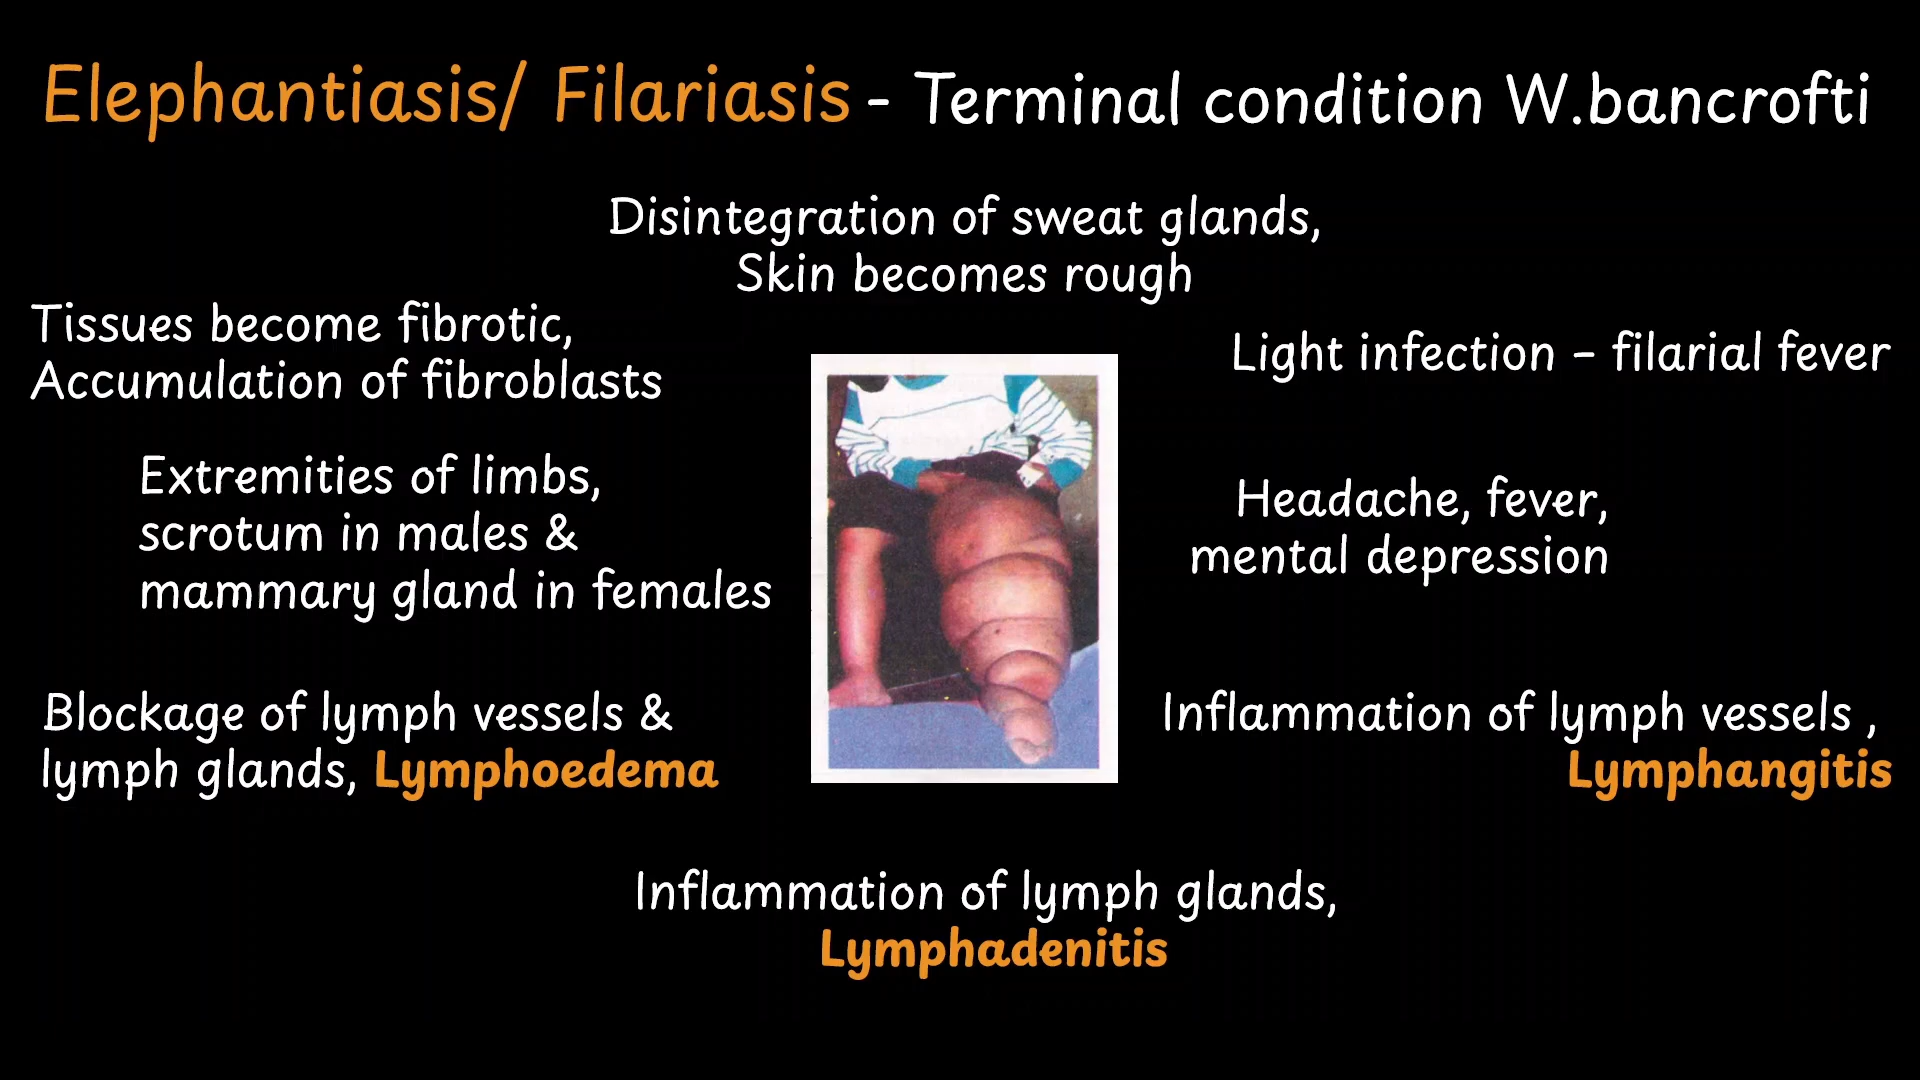 Elephantiasis/ Filariasis - Terminal condition W.bancrofti
Disintegration of sweat glands,
Skin becomes rough
Tissues become fibrotic,
Accumulation of fibroblasts
Light infection – filarial fever
Extremities of limbs,
scrotum in males &
mammary gland in females
Headache, fever,
mental depression
Blockage of lymph vessels &
lymph glands, Lymphoedema
Inflammation of lymph vessels ,
Lymphangitis
Inflammation of lymph glands,
Lymphadenitis